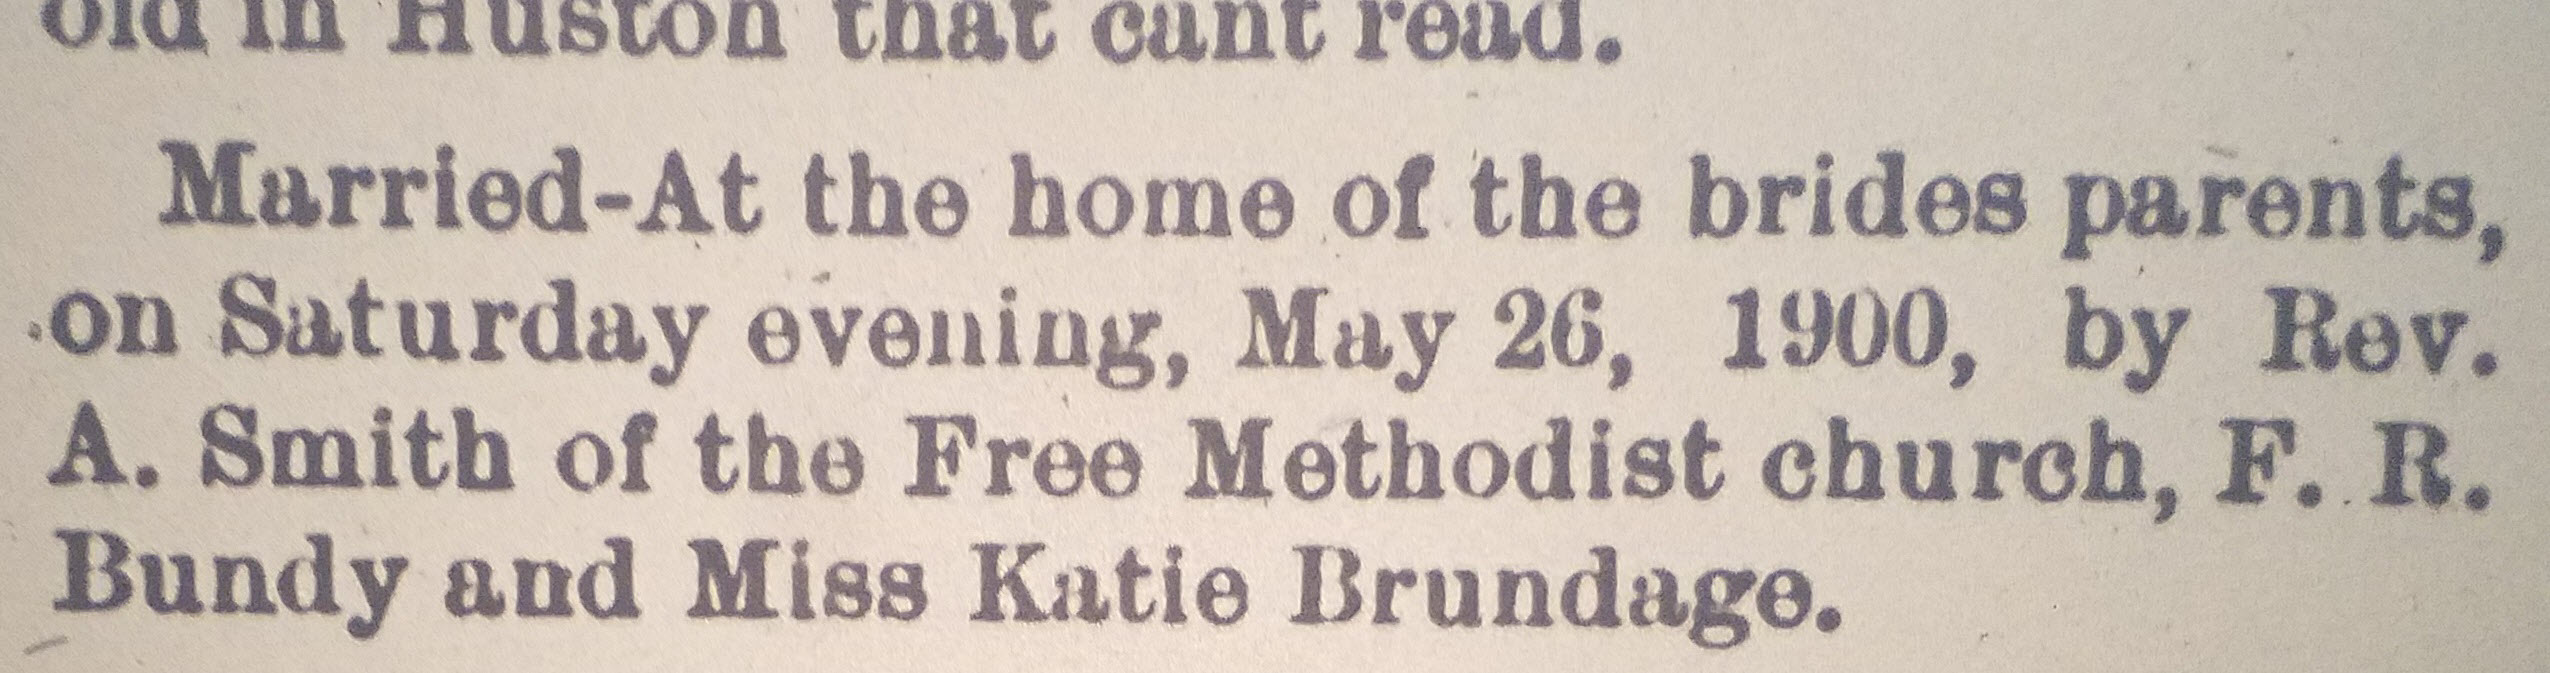 old in Huston that cant read.
Married-At the home of the brides parents,
on Saturday evening, May 26, 1900, by Rev.
A. Smith of the Free Methodist church, F. R.
Bundy and Miss Katie Brundage.